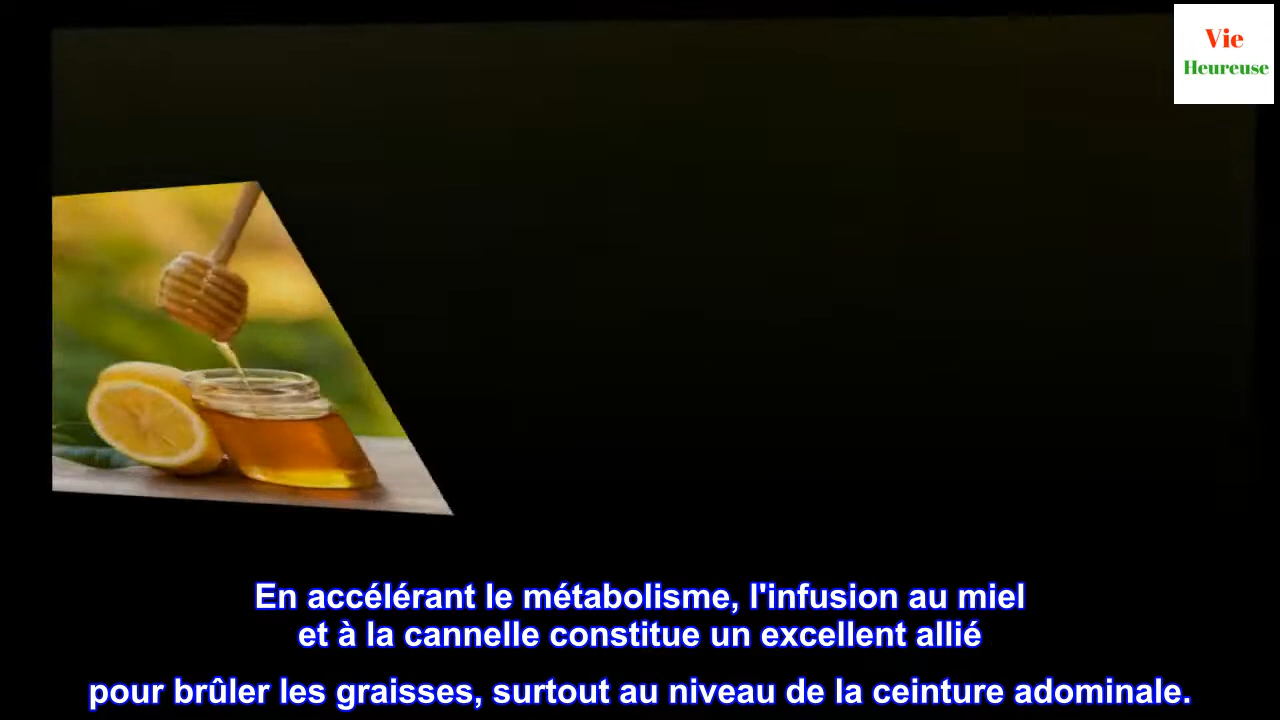 Vie
Heureuse
En accélérant le métabolisme, l'infusion au miel
et à la cannelle constitue un excellent allié
pour brûler les graisses, surtout au niveau de la ceinture adominale.